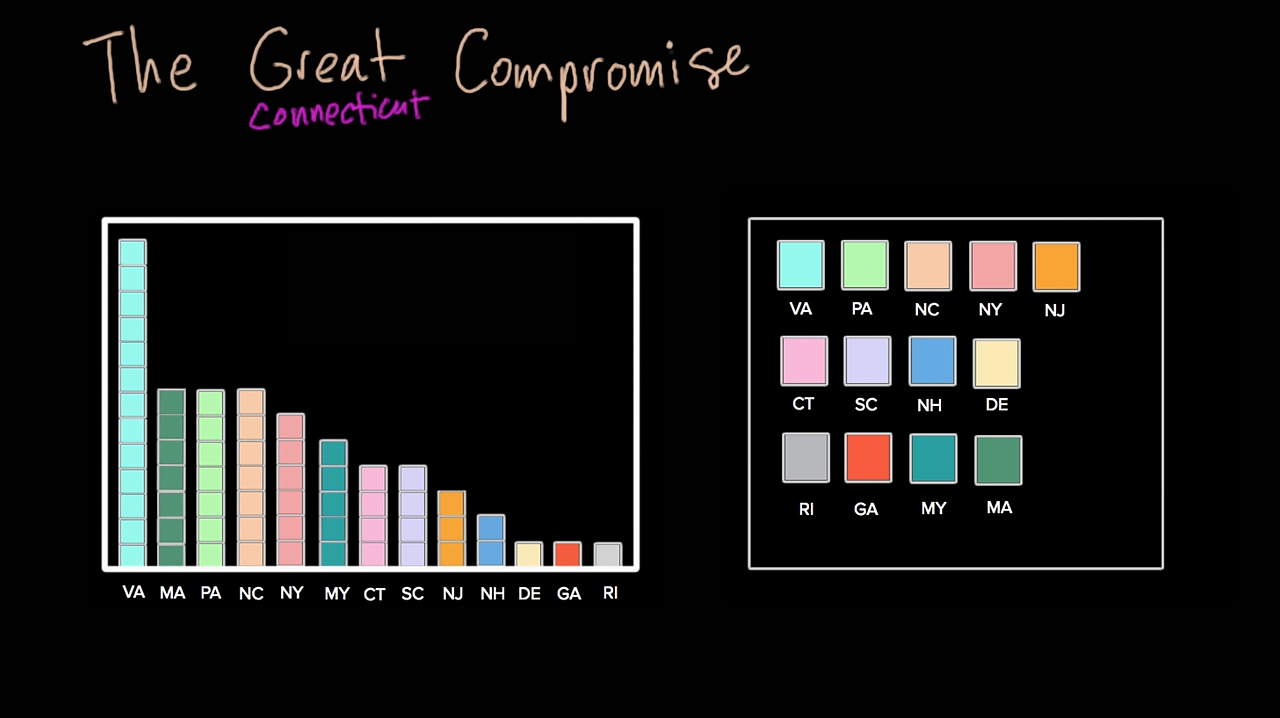 The Great Compromise
Connecticut
VA MA PA NC NY MY CT SC NJ NH DE GA RI
VA PA NC NY NJ
CT SC NH DE
RI GA MY MA